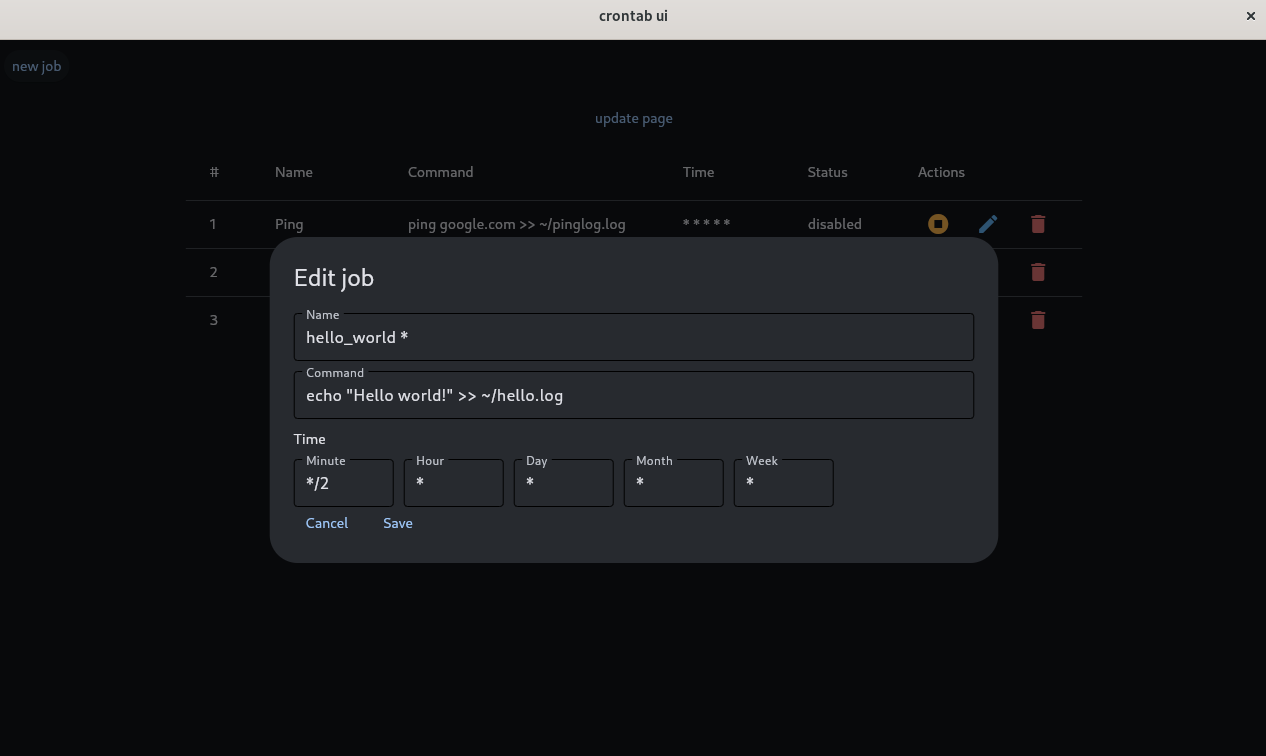 crontab ui
new job
update page
# Name Command Time Status Actions
1 Ping ping google.com >> ~/pinglog.log * * * * * disabled
2
3
Edit job
Name
hello_world *
Command
echo "Hello world!" >> ~/hello.log
Time
Minute Hour Day Month Week
*/2 * * * *
Cancel Save